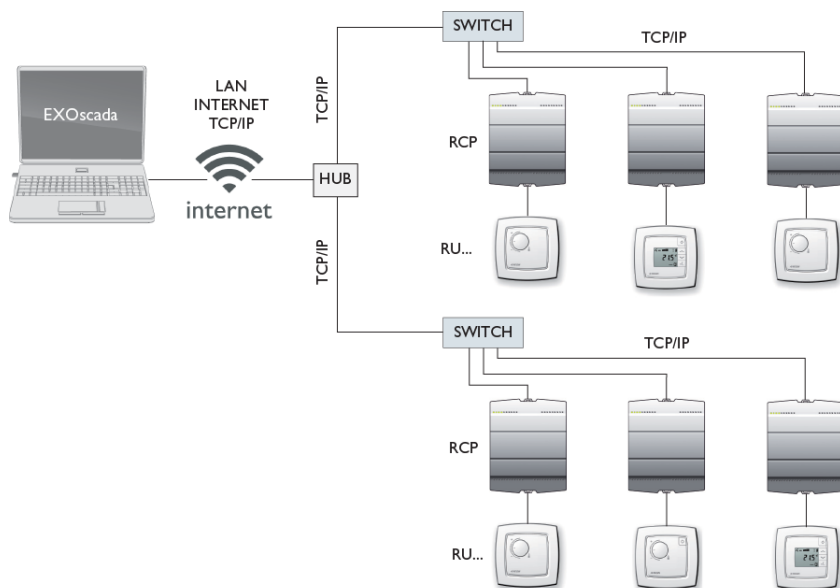 SWITCH
TCP/IP
LAN
INTERNET
TCP/IP
TCP/IP
EXOscada
RCP
HUB
internet
RU...
TCP/IP
SWITCH
TCP/IP
RCP
RU...